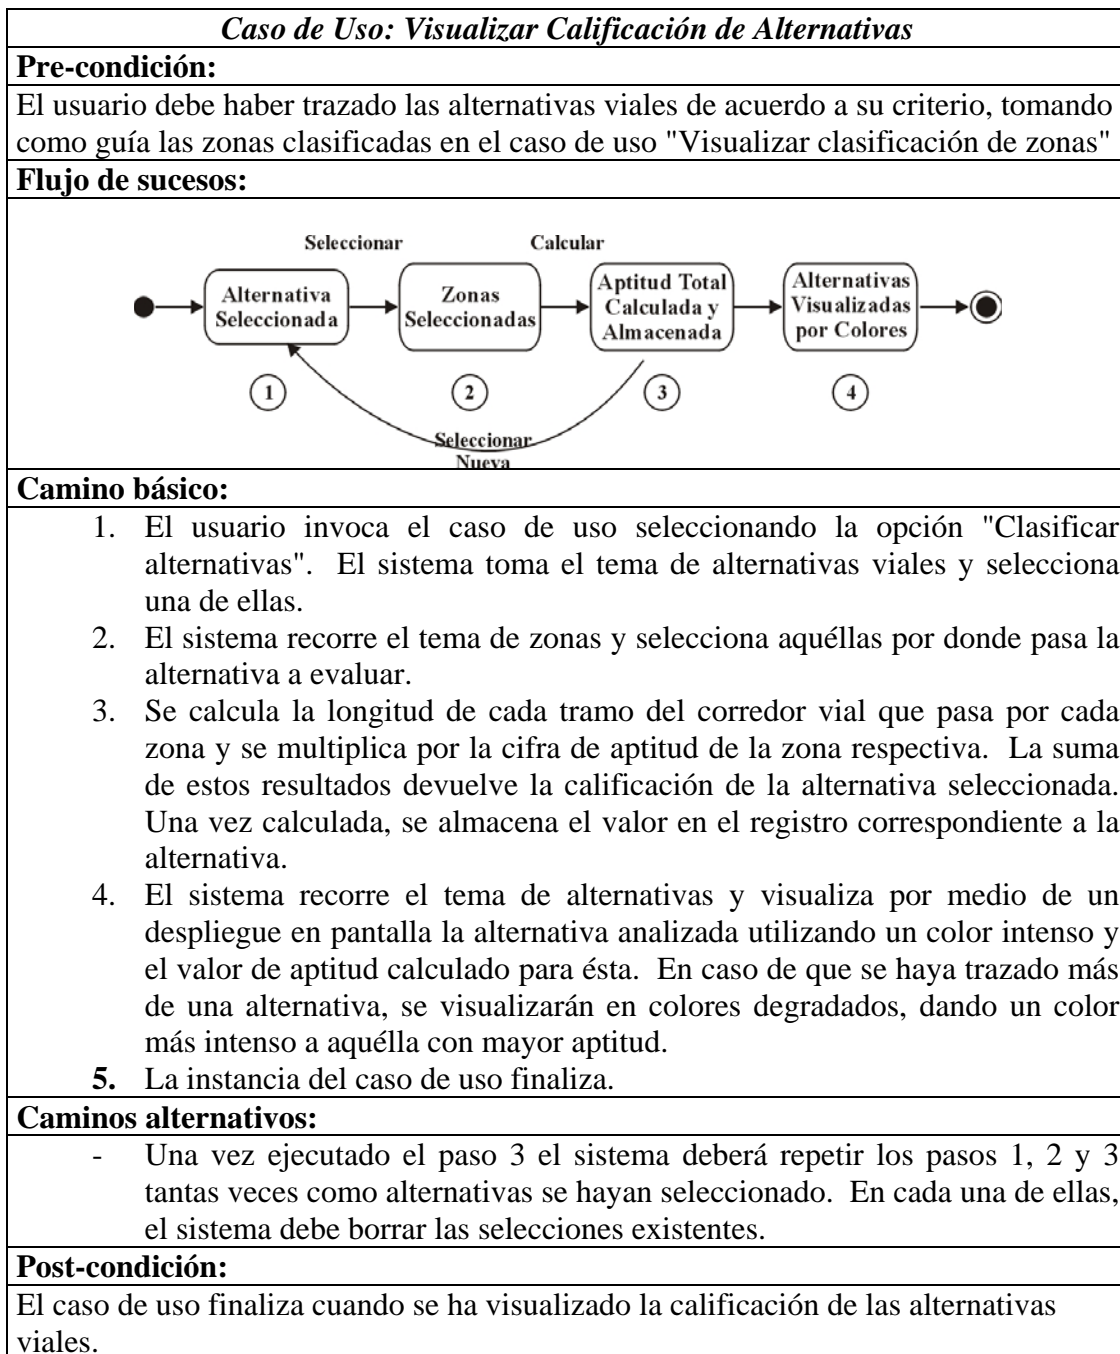 Caso de Uso: Visualizar Calificación de Alternativas
Pre-condición:
El usuario debe haber trazado las alternativas viales de acuerdo a su criterio, tomando
como guía las zonas clasificadas en el caso de uso "Visualizar clasificación de zonas"
Flujo de sucesos:
Seleccionar
Calcular
Alternativa
Seleccionada
Zonas
Seleccionadas
Aptitud Total
Calculada y
Almacenada
Alternativas
Visualizadas
por Colores
1
2
3
4
Seleccionar
Nueva
Camino básico:
1. El usuario invoca el caso de uso seleccionando la opción "Clasificar
alternativas". El sistema toma el tema de alternativas viales y selecciona
una de ellas.
2. El sistema recorre el tema de zonas y selecciona aquéllas por donde pasa la
alternativa a evaluar.
3. Se calcula la longitud de cada tramo del corredor vial que pasa por cada
zona y se multiplica por la cifra de aptitud de la zona respectiva. La suma
de estos resultados devuelve la calificación de la alternativa seleccionada.
Una vez calculada, se almacena el valor en el registro correspondiente a la
alternativa.
4. El sistema recorre el tema de alternativas y visualiza por medio de un
despliegue en pantalla la alternativa analizada utilizando un color intenso y
el valor de aptitud calculado para ésta. En caso de que se haya trazado más
de una alternativa, se visualizarán en colores degradados, dando un color
más intenso a aquélla con mayor aptitud.
5. La instancia del caso de uso finaliza.
Caminos alternativos:
- Una vez ejecutado el paso 3 el sistema deberá repetir los pasos 1, 2 y 3
tantas veces como alternativas se hayan seleccionado. En cada una de ellas,
el sistema debe borrar las selecciones existentes.
Post-condición:
El caso de uso finaliza cuando se ha visualizado la calificación de las alternativas
viales.